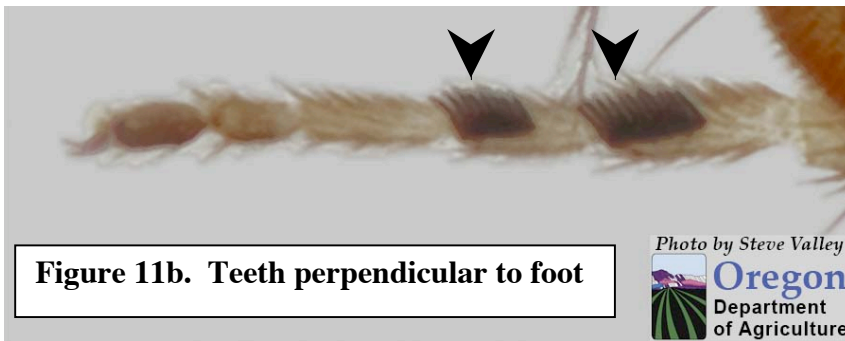 Photo by Steve Valley
Figure 11b. Teeth perpendicular to foot
Oregon
Department
of Agriculture